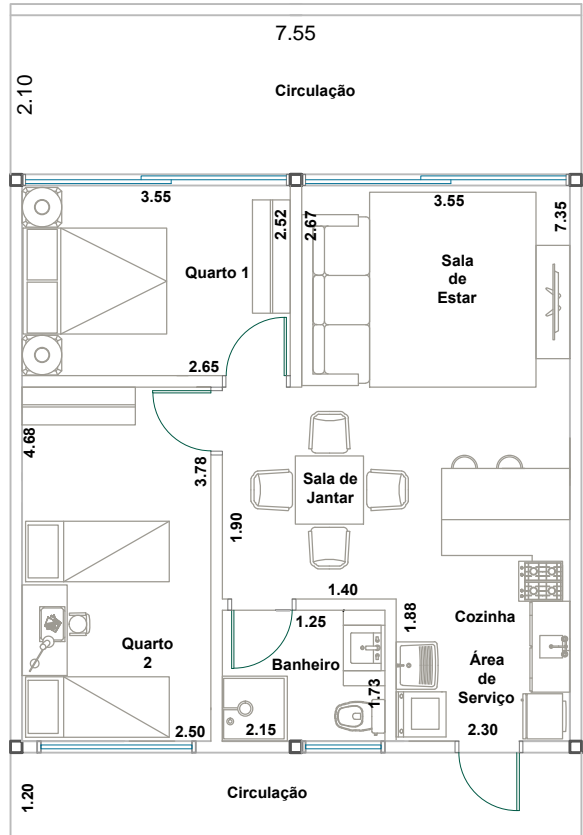 7.55
2.10
Circulação
3.55
3.55
2.52
2.67
7.35
Quarto 1
Sala
de
Estar
2.65
4.68
3.78
Sala de
Jantar
1.90
1.40
1.25
1.88
Cozinha
Quarto
2
Banheiro
Área
de
Serviço
1.73
2.50
2.15
2.30
1.20
Circulação